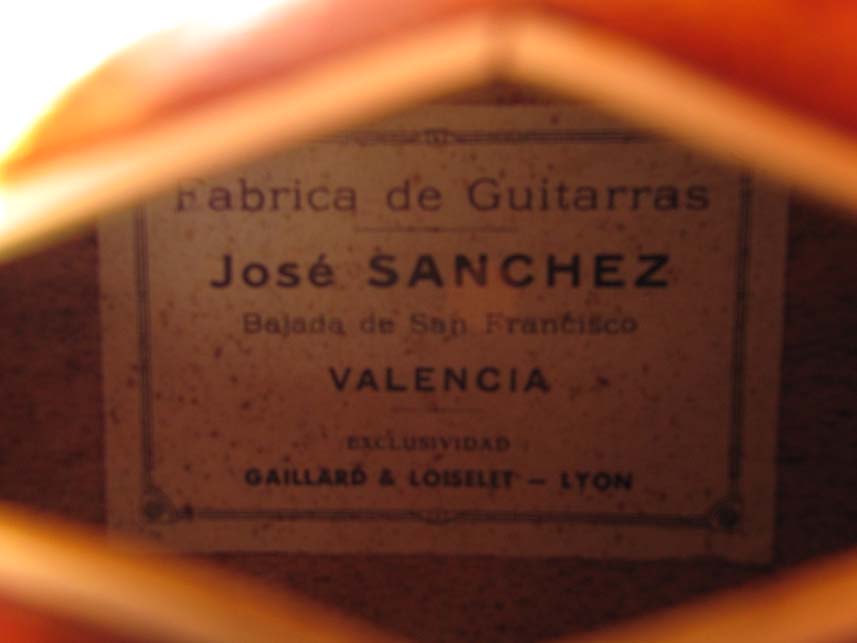 Fabrica de Guitarras
José SANCHEZ
Bajada de San Francisco
VALENCIA
EXCLUSIVIDAD :
GAILLARD & LOISELET – LYON